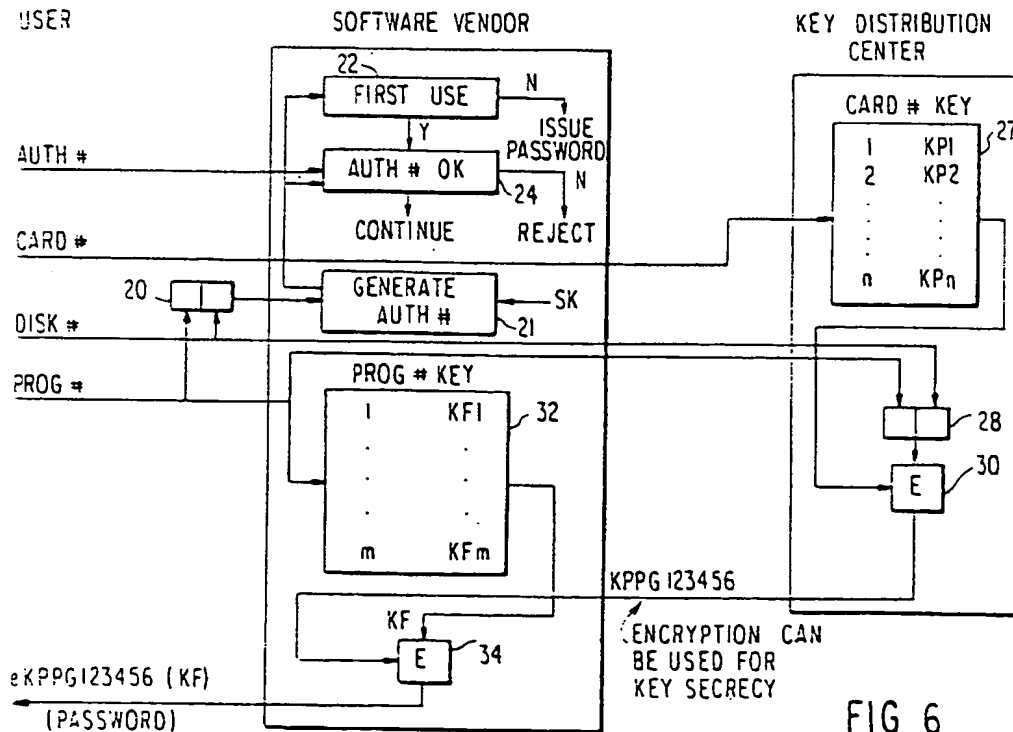 USER
SOFTWARE VENDOR
KEY DISTRIBUTION
CENTER
22
FIRST USE
N
Y
ISSUE
PASSWORD
AUTH #
AUTH # OK
24
N
CONTINUE
REJECT
CARD #
CARD # KEY
27
1 KP1
2 KP2
. .
. .
. .
n KPn
20
GENERATE
AUTH #
21
SK
DISK #
PROG #
PROG # KEY
32
1 KF1
. .
. .
. .
m KFm
28
E
30
KPPG123456
ENCRYPTION CAN
BE USED FOR
KEY SECRECY
KF
E
34
eKPPG123456 (KF)
(PASSWORD)
FIG 6